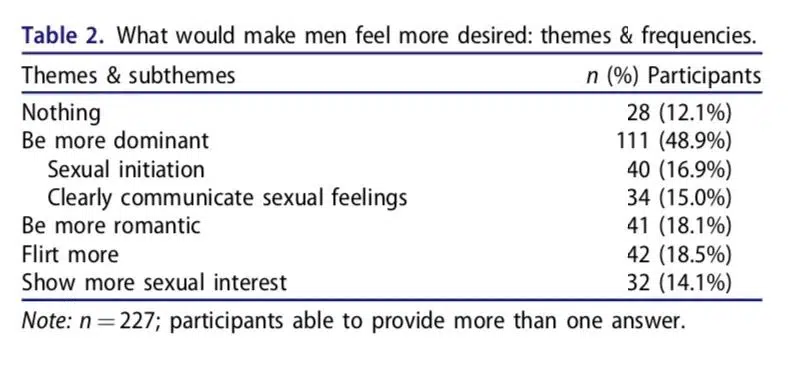 Table 2. What would make men feel more desired: themes & frequencies.
Themes & subthemes n (%) Participants
Nothing 28 (12.1%)
Be more dominant 111 (48.9%)
Sexual initiation 40 (16.9%)
Clearly communicate sexual feelings 34 (15.0%)
Be more romantic 41 (18.1%)
Flirt more 42 (18.5%)
Show more sexual interest 32 (14.1%)
Note: n = 227; participants able to provide more than one answer.